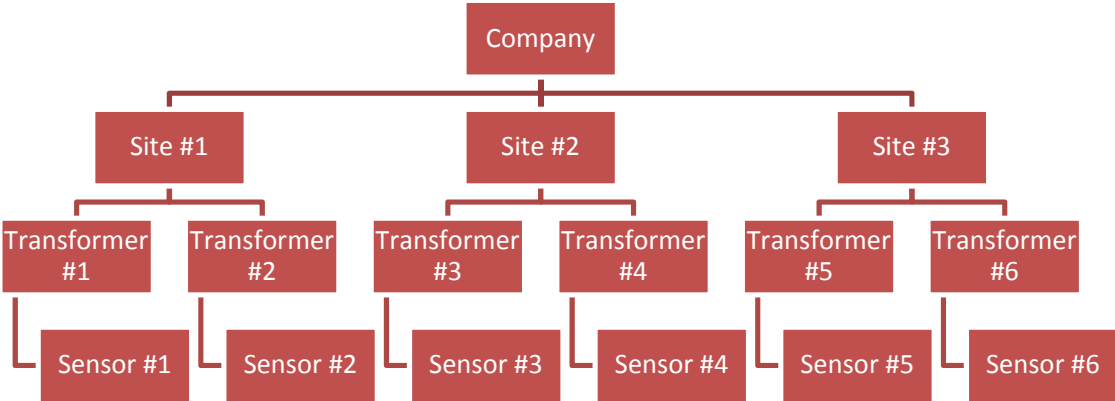 Company
Site #1
Site #2
Site #3
Transformer
#1
Transformer
#2
Transformer
#3
Transformer
#4
Transformer
#5
Transformer
#6
Sensor #1
Sensor #2
Sensor #3
Sensor #4
Sensor #5
Sensor #6